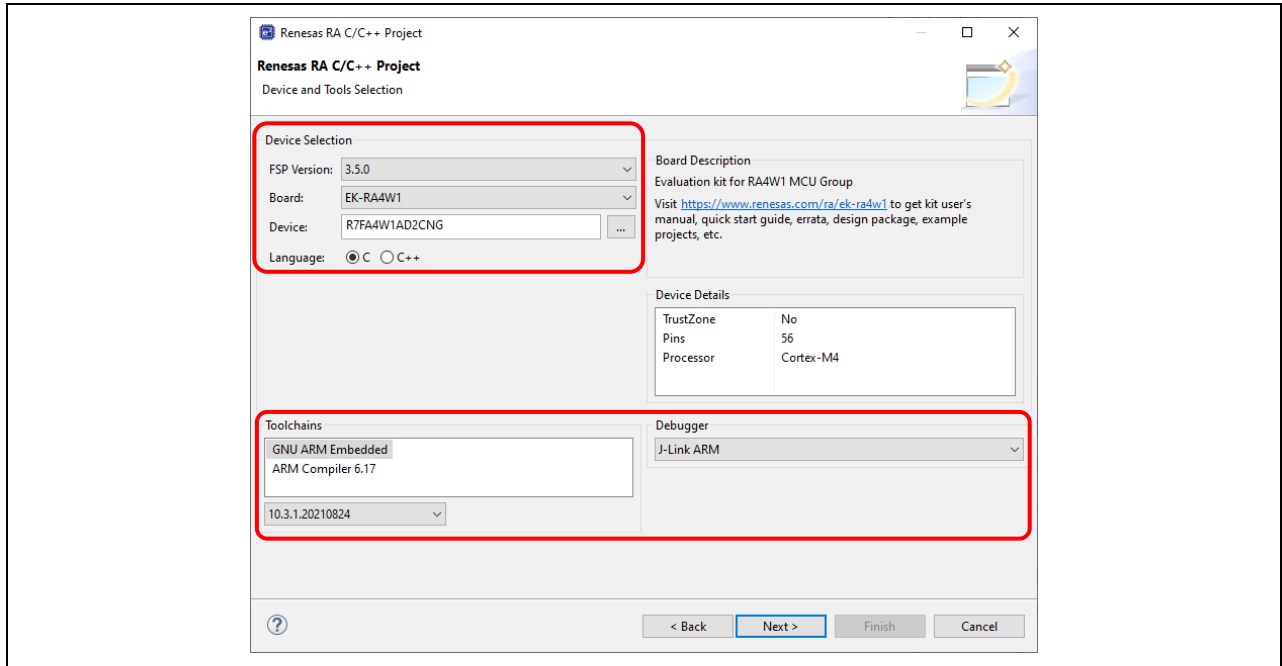 Renesas RA C/C++ Project
Renesas RA C/C++ Project
Device and Tools Selection
Device Selection
FSP Version: 3.5.0
Board: EK-RA4W1
Device: R7FA4W1AD2CNG ...
Language: C C++
Board Description
Evaluation kit for RA4W1 MCU Group
Visit https://www.renesas.com/ra/ek-ra4w1 to get kit user's
manual, quick start guide, errata, design package, example
projects, etc.
Device Details
TrustZone No
Pins 56
Processor Cortex-M4
Toolchains
GNU ARM Embedded
ARM Compiler 6.17
10.3.1.20210824
Debugger
J-Link ARM
? < Back Next > Finish Cancel